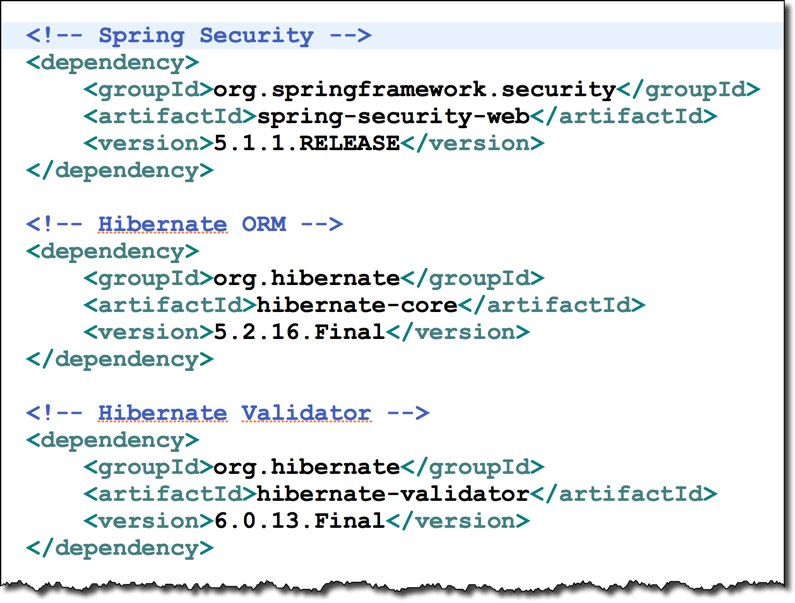 <!-- Spring Security -->
<dependency>
    <groupId>org.springframework.security</groupId>
    <artifactId>spring-security-web</artifactId>
    <version>5.1.1.RELEASE</version>
</dependency>

<!-- Hibernate ORM -->
<dependency>
    <groupId>org.hibernate</groupId>
    <artifactId>hibernate-core</artifactId>
    <version>5.2.16.Final</version>
</dependency>

<!-- Hibernate Validator -->
<dependency>
    <groupId>org.hibernate</groupId>
    <artifactId>hibernate-validator</artifactId>
    <version>6.0.13.Final</version>
</dependency>